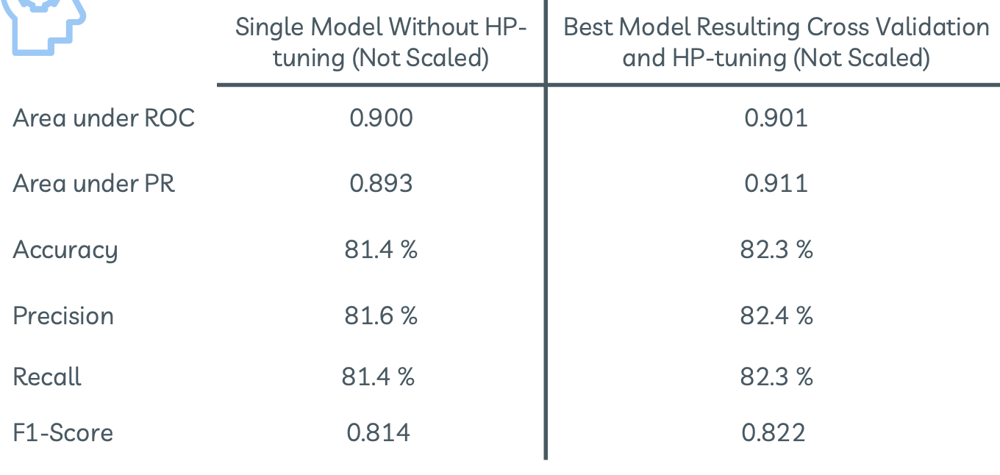 Single Model Without HP-
tuning (Not Scaled)
Best Model Resulting Cross Validation
and HP-tuning (Not Scaled)
Area under ROC 0.900 0.901
Area under PR 0.893 0.911
Accuracy 81.4 % 82.3 %
Precision 81.6 % 82.4 %
Recall 81.4 % 82.3 %
F1-Score 0.814 0.822